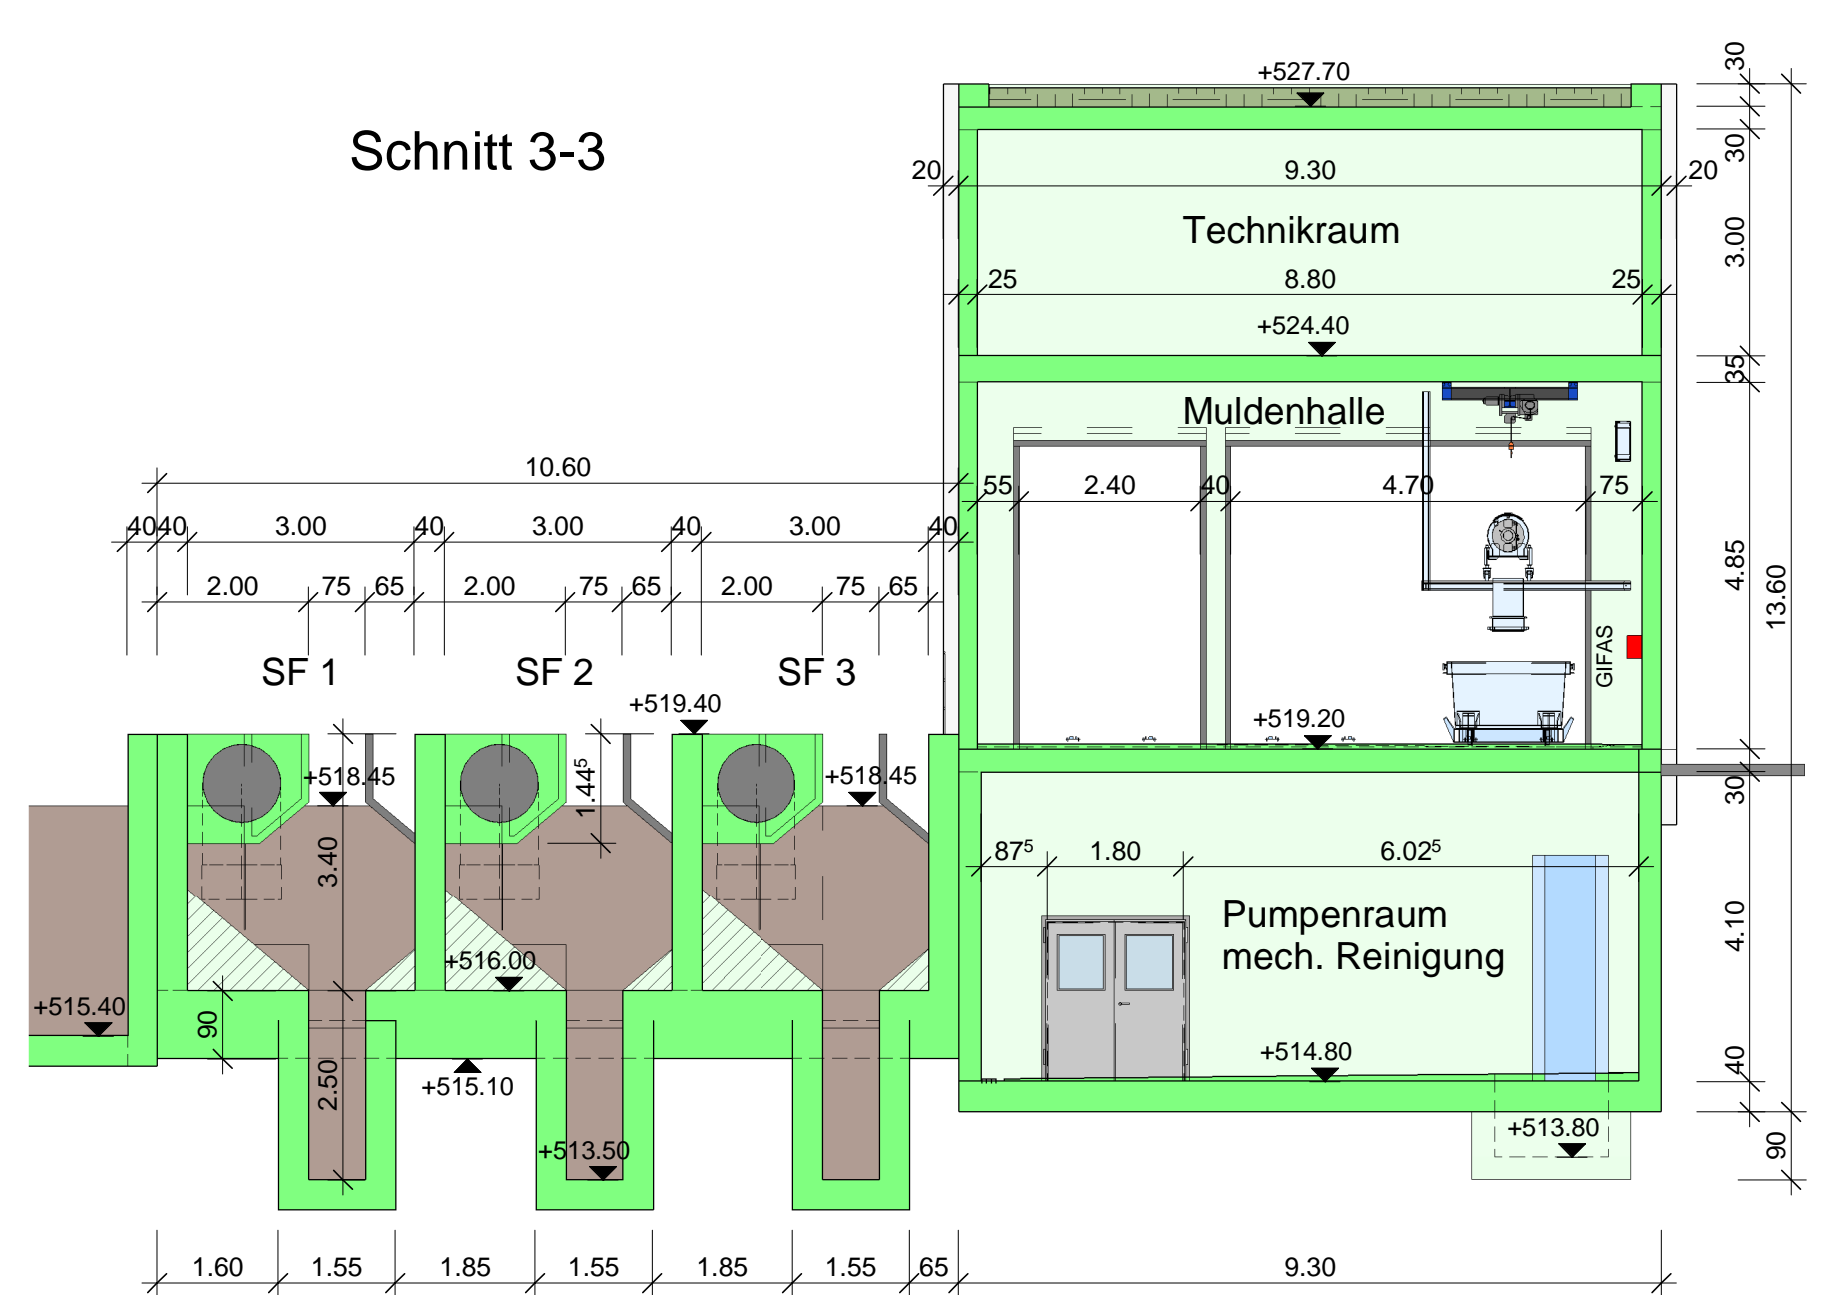 30
+527.70
Schnitt 3-3
30
20 9.30 20
Technikraum
3.00
25 8.80 25
+524.40
35
Muldenhalle
10.60
55 2.40 40 4.70 75
40 40 3.00 40 3.00 40 3.00 40
4.85
13.60
2.00 75 65 2.00 75 65 2.00 75 65
GIFAS
SF 1 SF 2 SF 3
+519.40
+519.20
+518.45 1.44⁵ +518.45
30
3.40
87⁵ 1.80 6.02⁵
Pumpenraum
mech. Reinigung
4.10
+516.00
+515.40
90
+514.80
40
2.50
+515.10
+513.50
+513.80
90
1.60 1.55 1.85 1.55 1.85 1.55 65 9.30